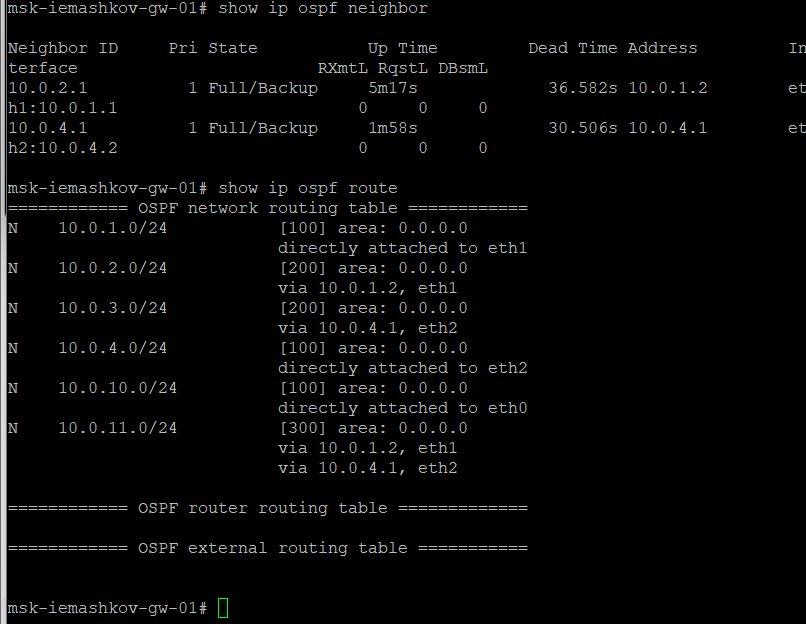 msk-iemashkov-gw-01# show ip ospf neighbor
Neighbor ID     Pri State           Up Time         Dead Time Address         In
terface                        RXmtL RqstL DBsmL
10.0.2.1          1 Full/Backup     5m17s             36.582s 10.0.1.2        et
h1:10.0.1.1                        0     0     0
10.0.4.1          1 Full/Backup     1m58s             30.506s 10.0.4.1        et
h2:10.0.4.2                        0     0     0
msk-iemashkov-gw-01# show ip ospf route
============ OSPF network routing table ============
N    10.0.1.0/24           [100] area: 0.0.0.0
                           directly attached to eth1
N    10.0.2.0/24           [200] area: 0.0.0.0
                           via 10.0.1.2, eth1
N    10.0.3.0/24           [200] area: 0.0.0.0
                           via 10.0.4.1, eth2
N    10.0.4.0/24           [100] area: 0.0.0.0
                           directly attached to eth2
N    10.0.10.0/24          [100] area: 0.0.0.0
                           directly attached to eth0
N    10.0.11.0/24          [300] area: 0.0.0.0
                           via 10.0.1.2, eth1
                           via 10.0.4.1, eth2
============ OSPF router routing table =============
============ OSPF external routing table ===========
msk-iemashkov-gw-01#